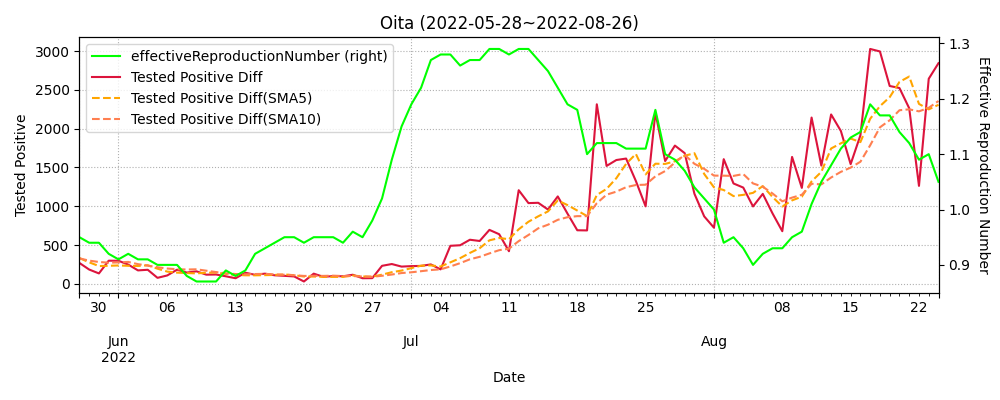 Oita (2022-05-28~2022-08-26)
effectiveReproductionNumber (right)
Tested Positive Diff
Tested Positive Diff(SMA5)
Tested Positive Diff(SMA10)
Tested Positive
3000
2500
2000
1500
1000
500
0
Effective Reproduction Number
1.3
1.2
1.1
1.0
0.9
30 06 13 20 27 04 11 18 25 08 15 22
Jun Jul Aug
2022
Date